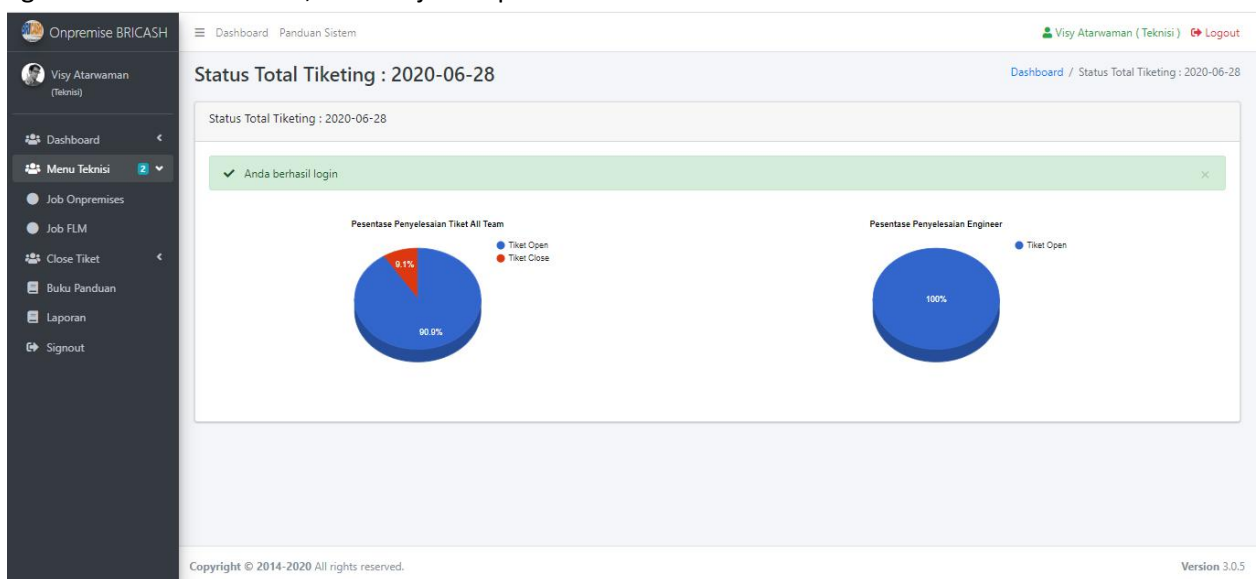 Onpremise BRICASH
Dashboard Panduan Sistem
Visy Atarwaman ( Teknisi ) Logout
Visy Atarwaman
(Teknisi)
Dashboard
Menu Teknisi 2
Job Onpremises
Job FLM
Close Tiket
Buku Panduan
Laporan
Signout
Status Total Tiketing : 2020-06-28
Dashboard / Status Total Tiketing : 2020-06-28
Status Total Tiketing : 2020-06-28
Anda berhasil login
×
Pesentase Penyelesaian Tiket All Team
Tiket Open
Tiket Close
9.1%
90.9%
Pesentase Penyelesaian Engineer
Tiket Open
100%
Copyright © 2014-2020 All rights reserved.
Version 3.0.5